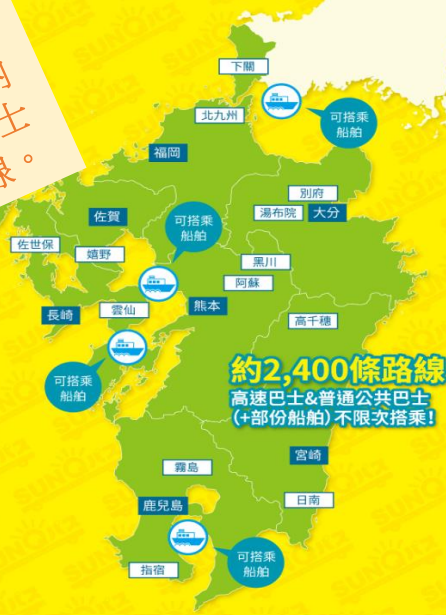 士
線。
下關
北九州
可搭乘
船舶
福岡
別府
湯布院
大分
佐賀
可搭乘
船舶
佐世保
嬉野
黑川
阿蘇
長崎
雲仙
熊本
高千穗
可搭乘
船舶
約2,400條路線
高速巴士&普通公共巴士
(+部份船舶)不限次搭乘!
霧島
宮崎
鹿兒島
日南
可搭乘
船舶
指宿